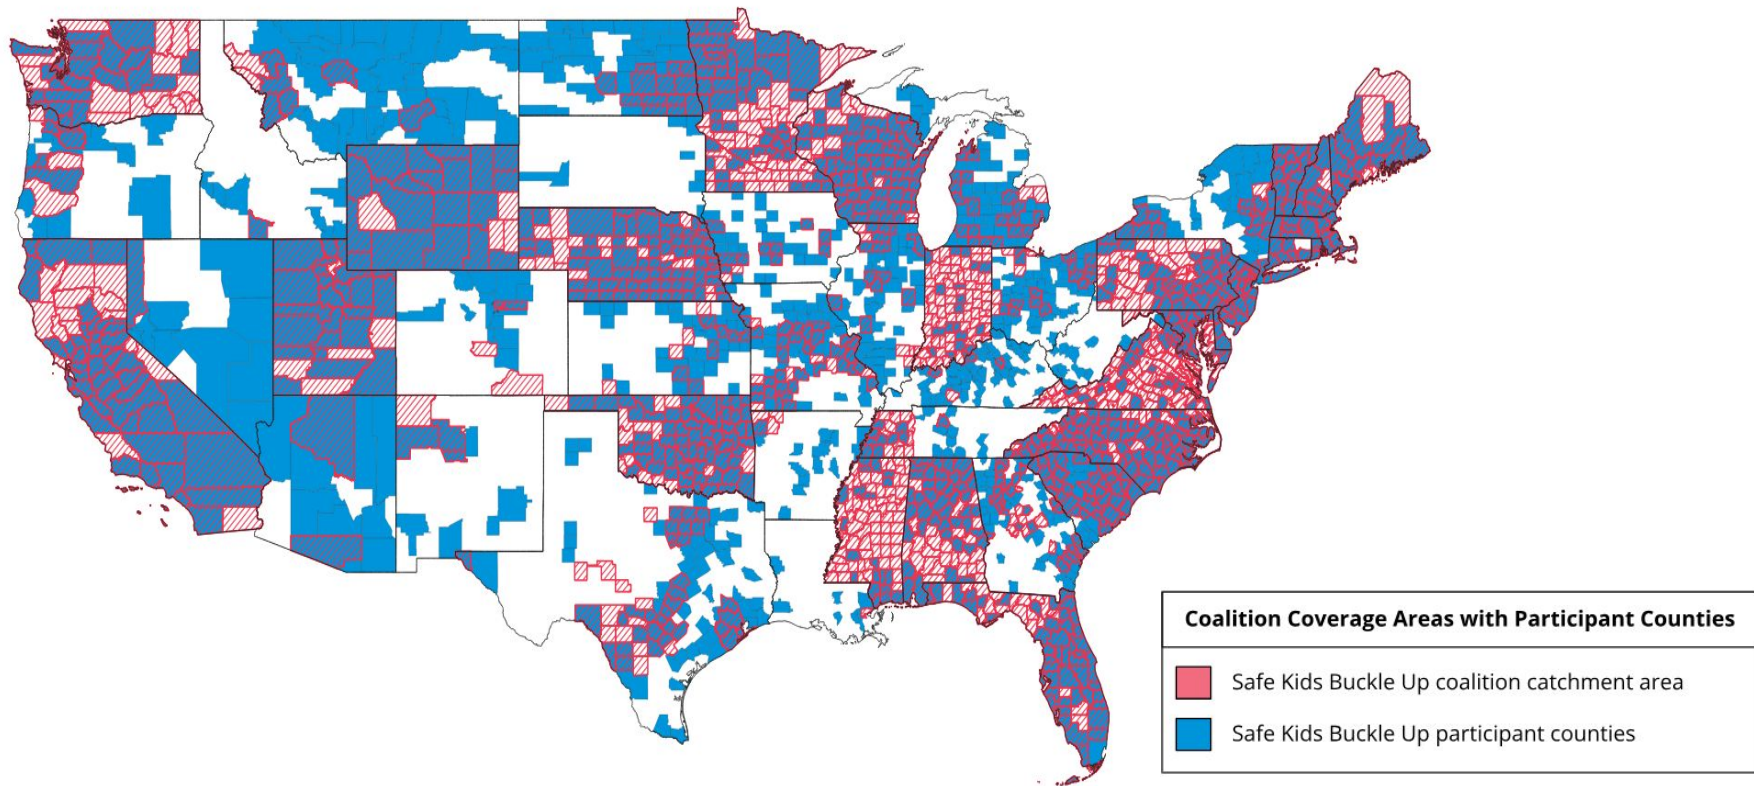 Coalition Coverage Areas with Participant Counties
Safe Kids Buckle Up coalition catchment area
Safe Kids Buckle Up participant counties